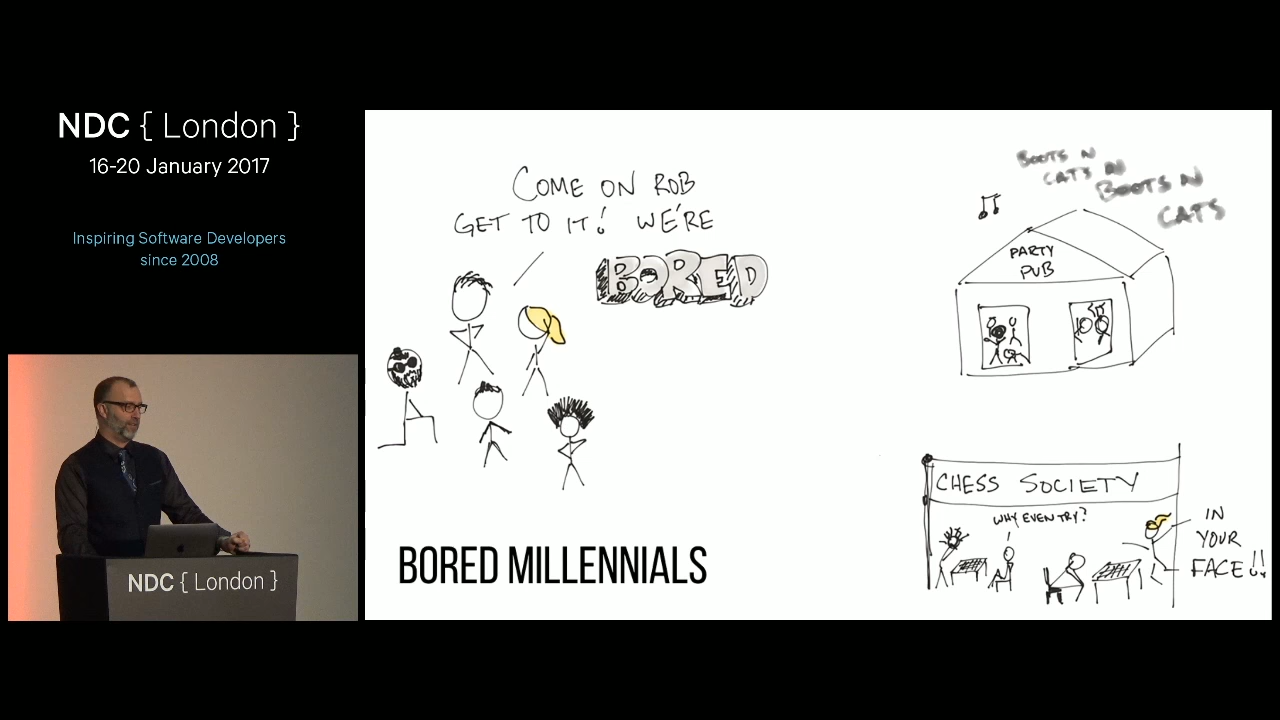 NDC { London }
16-20 January 2017
Inspiring Software Developers
since 2008
NDC { London }
COME ON ROB
GET TO IT! WE'RE
BORED
BORED MILLENNIALS
BOOTS N
CATS N
BOOTS N
CATS
PARTY
PUB
CHESS SOCIETY
WHY EVEN TRY?
IN
YOUR
FACE!!